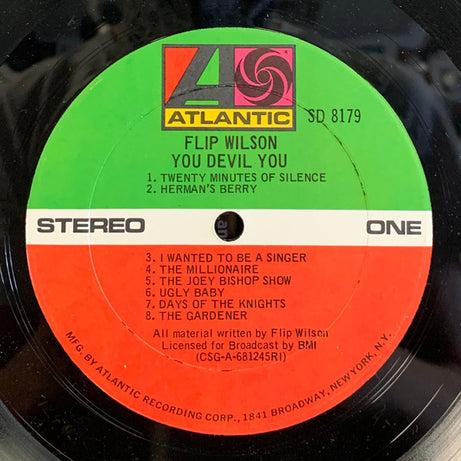 ATLANTIC
SD 8179
FLIP WILSON
YOU DEVIL YOU
1. TWENTY MINUTES OF SILENCE
2. HERMAN'S BERRY
STEREO
ONE
3. I WANTED TO BE A SINGER
4. THE MILLIONAIRE
5. THE JOEY BISHOP SHOW
6. UGLY BABY
7. DAYS OF THE KNIGHTS
8. THE GARDENER
All material written by Flip Wilson
Licensed for Broadcast by BMI
(CSG-A-681245RI)
MFG. BY ATLANTIC RECORDING CORP., 1841 BROADWAY, NEW YORK, N.Y.